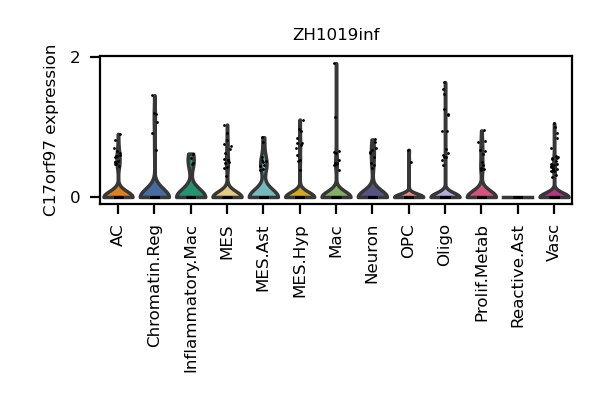 ZH1019inf
C17orf97 expression
2
0
AC
Chromatin.Reg
Inflammatory.Mac
MES
MES.Ast
MES.Hyp
Mac
Neuron
OPC
Oligo
Prolif.Metab
Reactive.Ast
Vasc